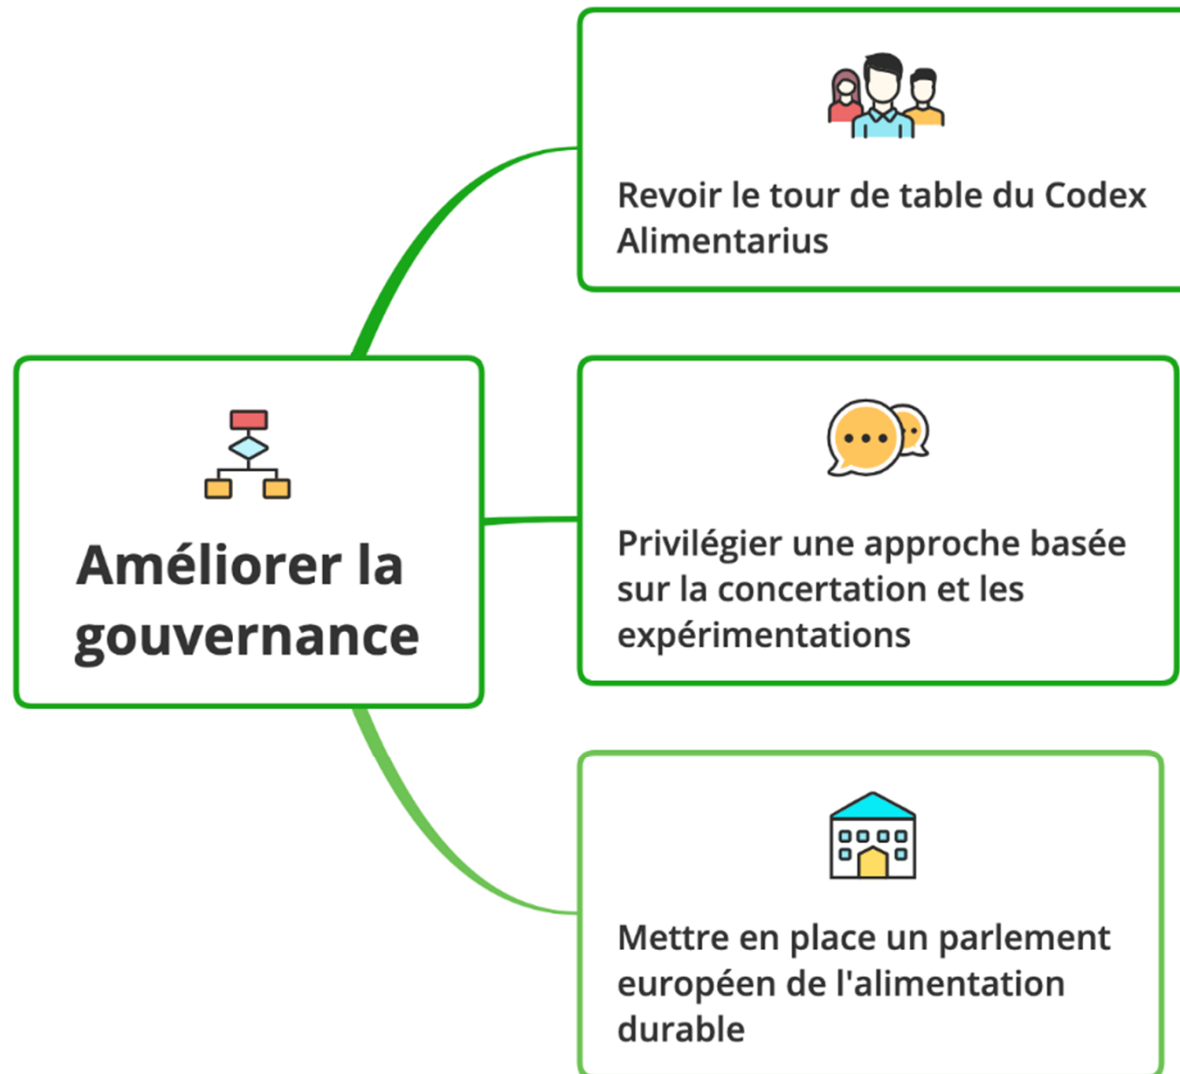 Revoir le tour de table du Codex
Alimentarius
Améliorer la
gouvernance
Privilégier une approche basée
sur la concertation et les
expérimentations
Mettre en place un parlement
européen de l'alimentation
durable